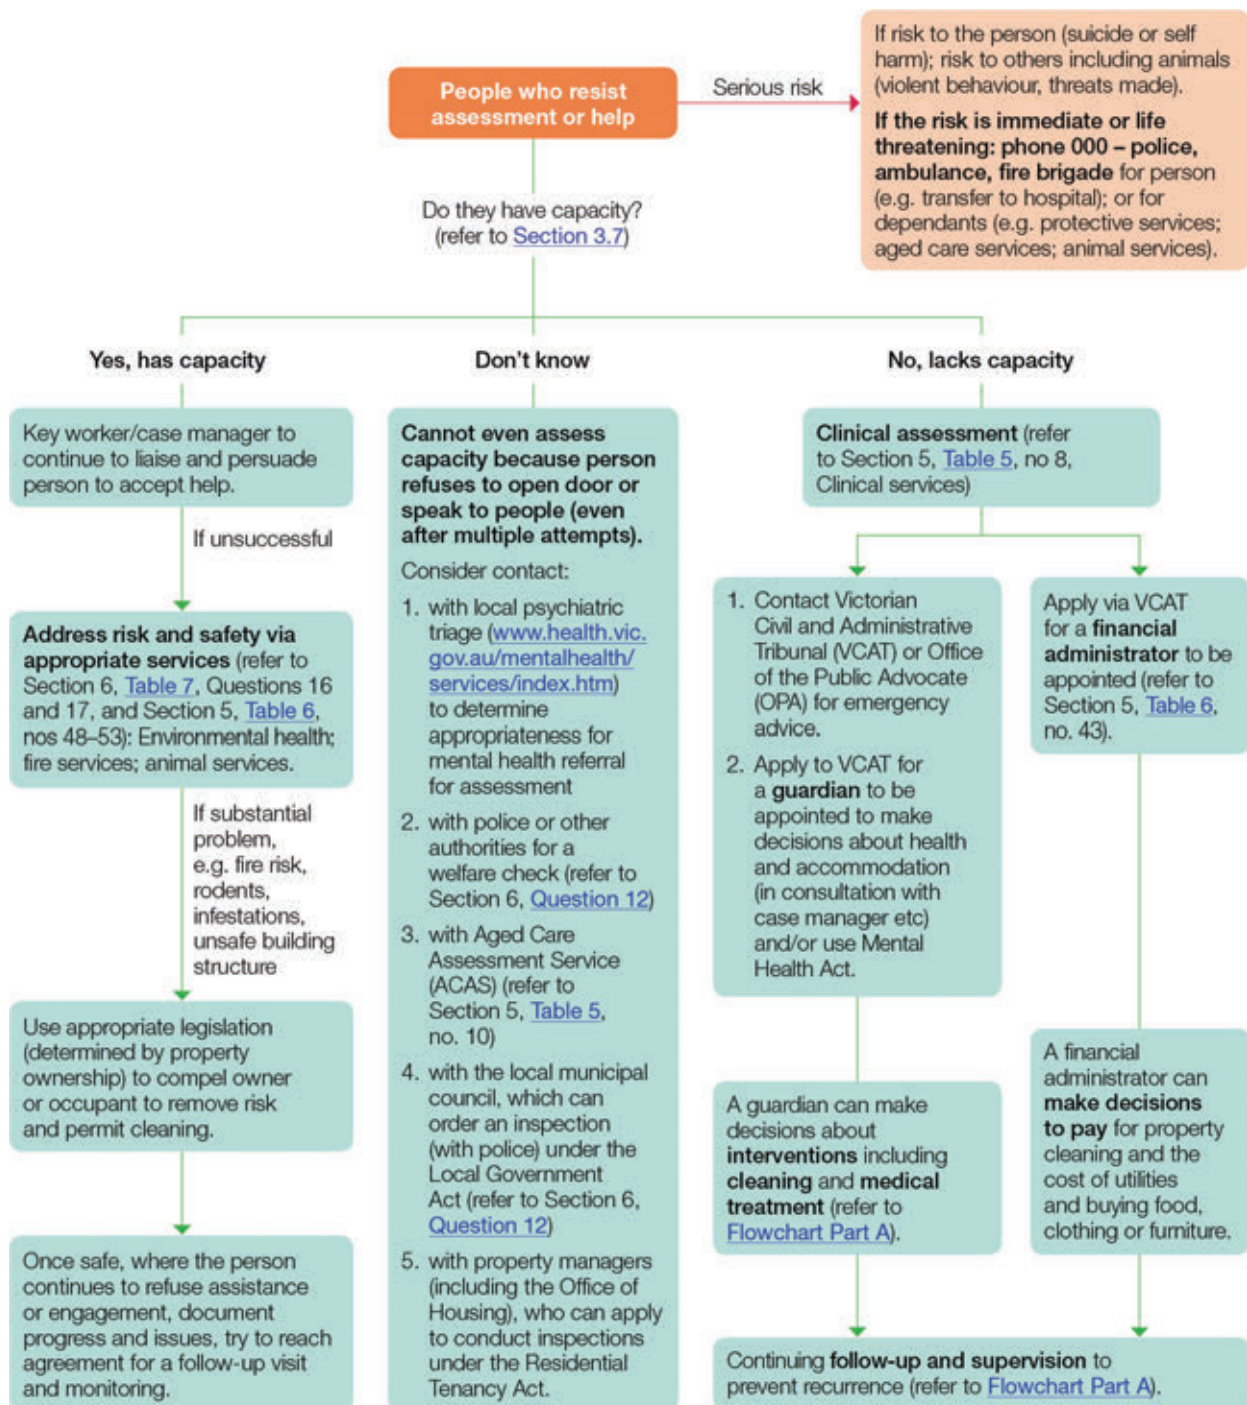 People who resist
assessment or help
Serious risk
If risk to the person (suicide or self
harm); risk to others including animals
(violent behaviour, threats made).
If the risk is immediate or life
threatening: phone 000 – police,
ambulance, fire brigade for person
(e.g. transfer to hospital); or for
dependants (e.g. protective services;
aged care services; animal services).
Do they have capacity?
(refer to Section 3.7)
Yes, has capacity
Key worker/case manager to
continue to liaise and persuade
person to accept help.
If unsuccessful
Address risk and safety via
appropriate services (refer to
Section 6, Table 7, Questions 16
and 17, and Section 5, Table 6,
nos 48–53): Environmental health;
fire services; animal services.
If substantial
problem,
e.g. fire risk,
rodents,
infestations,
unsafe building
structure
Use appropriate legislation
(determined by property
ownership) to compel owner
or occupant to remove risk
and permit cleaning.
Once safe, where the person
continues to refuse assistance
or engagement, document
progress and issues, try to reach
agreement for a follow-up visit
and monitoring.
Don't know
Cannot even assess
capacity because person
refuses to open door or
speak to people (even
after multiple attempts).
Consider contact:
1. with local psychiatric
triage (www.health.vic.
gov.au/mentalhealth/
services/index.htm)
to determine
appropriateness for
mental health referral
for assessment
2. with police or other
authorities for a
welfare check (refer to
Section 6, Question 12)
3. with Aged Care
Assessment Service
(ACAS) (refer to
Section 5, Table 5,
no. 10)
4. with the local municipal
council, which can
order an inspection
(with police) under the
Local Government
Act (refer to Section 6,
Question 12)
5. with property managers
(including the Office of
Housing), who can apply
to conduct inspections
under the Residential
Tenancy Act.
No, lacks capacity
Clinical assessment (refer
to Section 5, Table 5, no 8,
Clinical services)
1. Contact Victorian
Civil and Administrative
Tribunal (VCAT) or Office
of the Public Advocate
(OPA) for emergency
advice.
2. Apply to VCAT for
a guardian to be
appointed to make
decisions about health
and accommodation
(in consultation with
case manager etc)
and/or use Mental
Health Act.
A guardian can make
decisions about
interventions including
cleaning and medical
treatment (refer to
Flowchart Part A).
Apply via VCAT
for a financial
administrator to be
appointed (refer to
Section 5, Table 6,
no. 43).
A financial
administrator can
make decisions
to pay for property
cleaning and the
cost of utilities
and buying food,
clothing or furniture.
Continuing follow-up and supervision to
prevent recurrence (refer to Flowchart Part A).